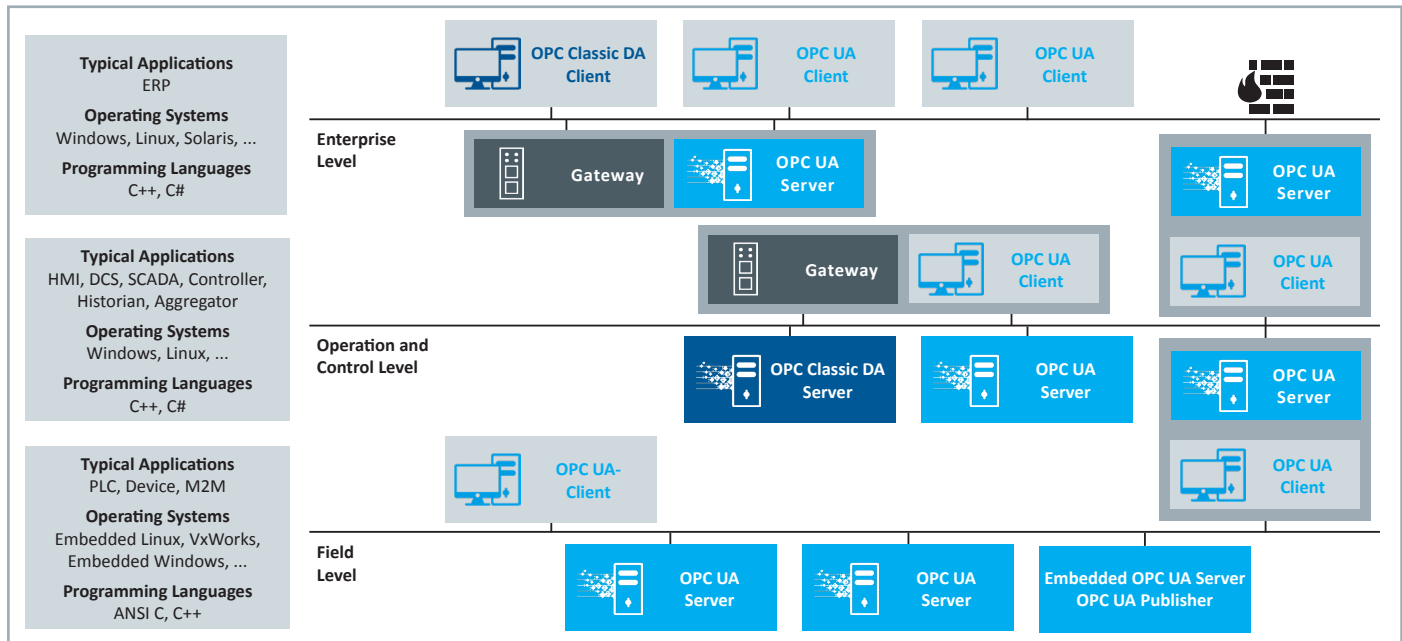 Typical Applications
ERP
Operating Systems
Windows, Linux, Solaris, ...
Programming Languages
C++, C#
Typical Applications
HMI, DCS, SCADA, Controller,
Historian, Aggregator
Operating Systems
Windows, Linux, ...
Programming Languages
C++, C#
Typical Applications
PLC, Device, M2M
Operating Systems
Embedded Linux, VxWorks,
Embedded Windows, ...
Programming Languages
ANSI C, C++
OPC Classic DA
Client
OPC UA
Client
OPC UA
Client
Enterprise
Level
Gateway
OPC UA
Server
OPC UA
Server
Gateway
OPC UA
Client
OPC UA
Client
Operation and
Control Level
OPC Classic DA
Server
OPC UA
Server
OPC UA
Server
OPC UA-
Client
OPC UA
Client
Field
Level
OPC UA
Server
OPC UA
Server
Embedded OPC UA Server
OPC UA Publisher